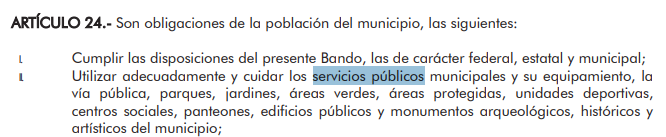 ARTÍCULO 24.- Son obligaciones de la población del municipio, las siguientes:
I. Cumplir las disposiciones del presente Bando, las de carácter federal, estatal y municipal;
II. Utilizar adecuadamente y cuidar los servicios públicos municipales y su equipamiento, la
vía pública, parques, jardines, áreas verdes, áreas protegidas, unidades deportivas,
centros sociales, panteones, edificios públicos y monumentos arqueológicos, históricos y
artísticos del municipio;